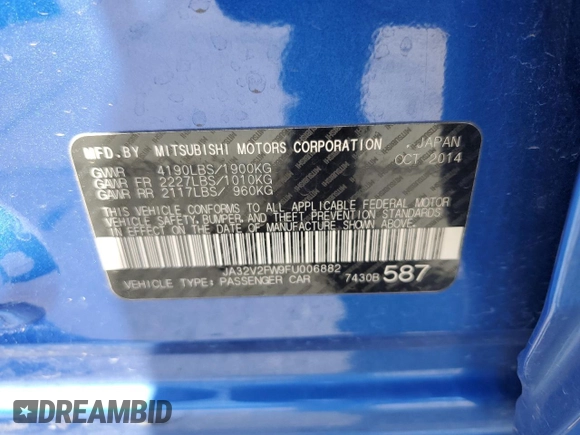 MFD.BY MITSUBISHI MOTORS CORPORATION, JAPAN
GVWR 4190LBS/1900KG OCT 2014
GAWR FR 2227LBS/1010KG
GAWR RR 2117LBS/ 960KG
THIS VEHICLE CONFORMS TO ALL APPLICABLE FEDERAL MOTOR
VEHICLE SAFETY, BUMPER, AND THEFT PREVENTION STANDARDS
IN EFFECT ON THE DATE OF MANUFACTURE SHOWN ABOVE.
JA32V2FW9FU006882
VEHICLE TYPE: PASSENGER CAR 7430B 587
DREAMBID